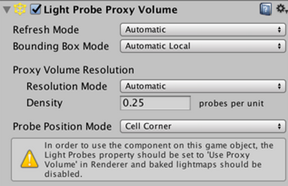 Light Probe Proxy Volume
Refresh Mode Automatic
Bounding Box Mode Automatic Local
Proxy Volume Resolution
Resolution Mode Automatic
Density 0.25 probes per unit
Probe Position Mode Cell Corner
In order to use the component on this game object, the
Light Probes property should be set to 'Use Proxy
Volume' in Renderer and baked lightmaps should be
disabled.